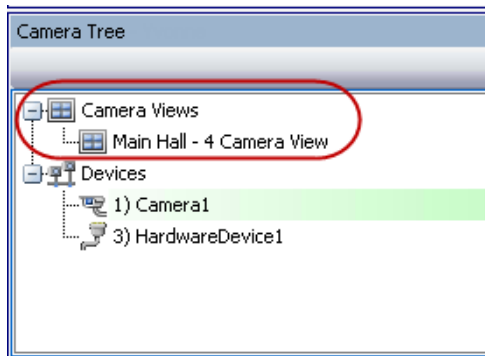 Camera Tree
Camera Views
Main Hall - 4 Camera View
Devices
1) Camera1
3) HardwareDevice1